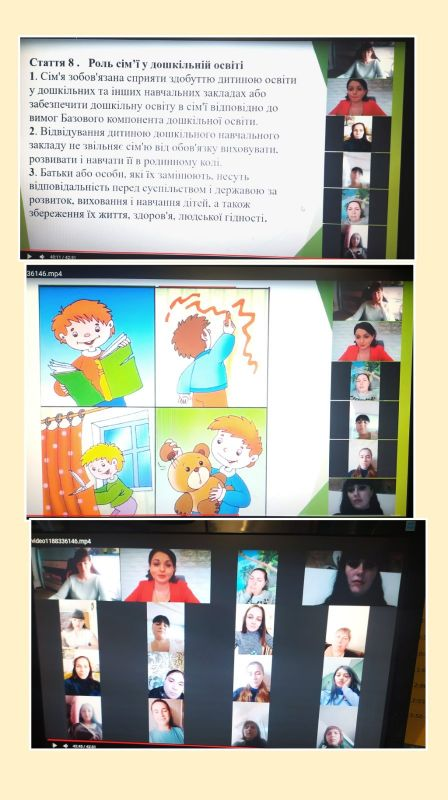 Стаття 8 . Роль сім'ї у дошкільній освіті
1. Сім'я зобов'язана сприяти здобуттю дитиною освіти
у дошкільних та інших навчальних закладах або
забезпечити дошкільну освіту в сім'ї відповідно до
вимог Базового компонента дошкільної освіти.
2. Відвідування дитиною дошкільного навчального
закладу не звільняє сім'ю від обов'язку виховувати,
розвивати і навчати її в родинному колі.
3. Батьки або особи, які їх замінюють, несуть
відповідальність перед суспільством і державою за
розвиток, виховання і навчання дітей, а також
збереження їх життя, здоров'я, людської гідності.
36146.mp4
video1188336146.mp4